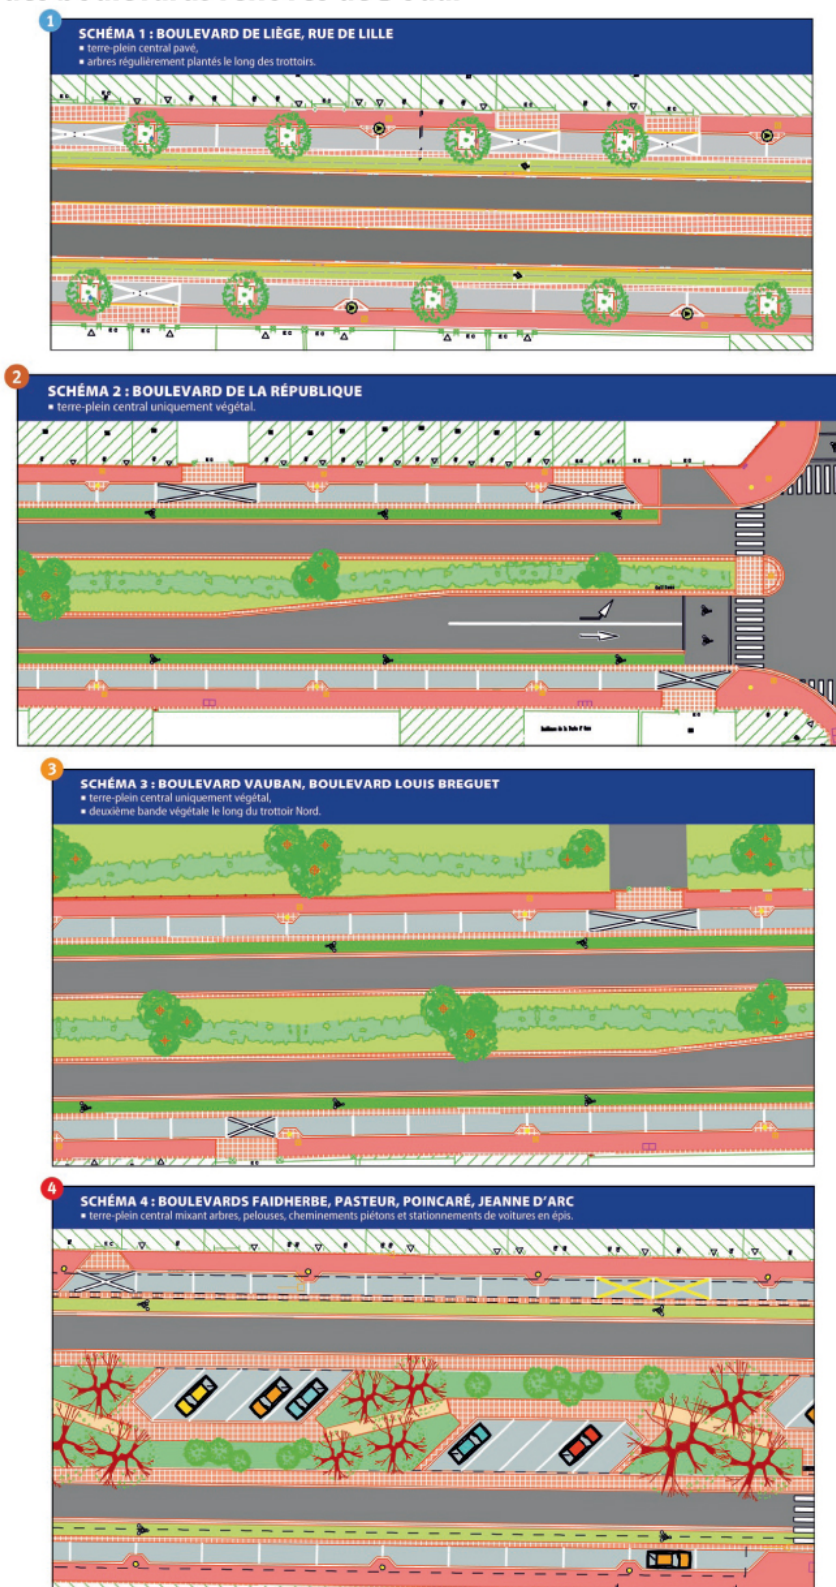 1
SCHÉMA 1 : BOULEVARD DE LIÈGE, RUE DE LILLE
▪ terre-plein central pavé,
▪ arbres régulièrement plantés le long des trottoirs.
2
SCHÉMA 2 : BOULEVARD DE LA RÉPUBLIQUE
▪ terre-plein central uniquement végétal.
3
SCHÉMA 3 : BOULEVARD VAUBAN, BOULEVARD LOUIS BREGUET
▪ terre-plein central uniquement végétal,
▪ deuxième bande végétale le long du trottoir Nord.
4
SCHÉMA 4 : BOULEVARDS FAIDHERBE, PASTEUR, POINCARÉ, JEANNE D'ARC
▪ terre-plein central mixant arbres, pelouses, cheminements piétons et stationnements de voitures en épis.